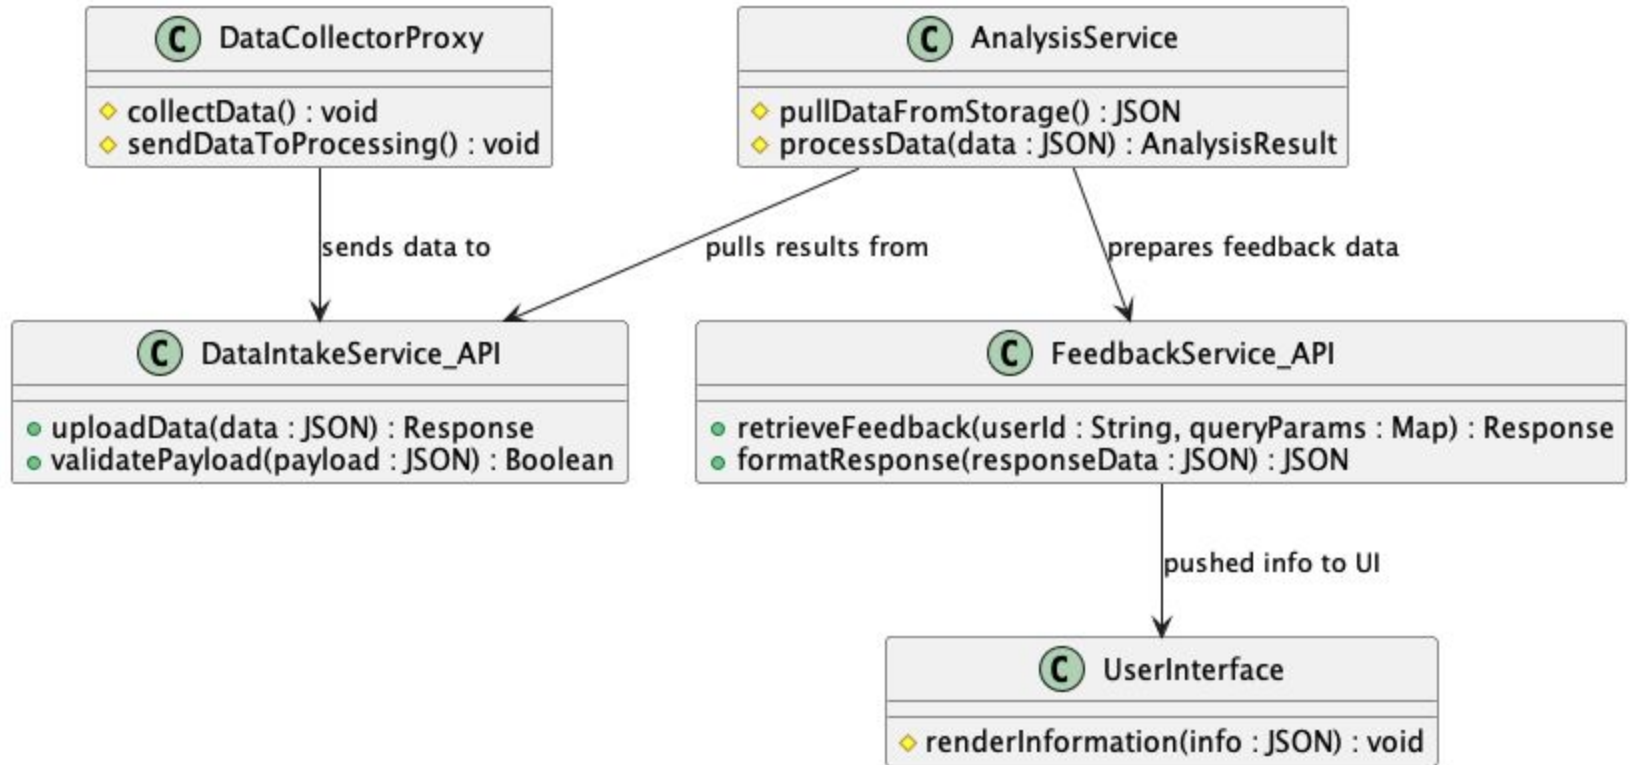 C DataCollectorProxy
collectData() : void
sendDataToProcessing() : void
C AnalysisService
pullDataFromStorage() : JSON
processData(data : JSON) : AnalysisResult
sends data to
pulls results from
prepares feedback data
C DataIntakeService_API
uploadData(data : JSON) : Response
validatePayload(payload : JSON) : Boolean
C FeedbackService_API
retrieveFeedback(userId : String, queryParams : Map) : Response
formatResponse(responseData : JSON) : JSON
pushed info to UI
C UserInterface
renderInformation(info : JSON) : void